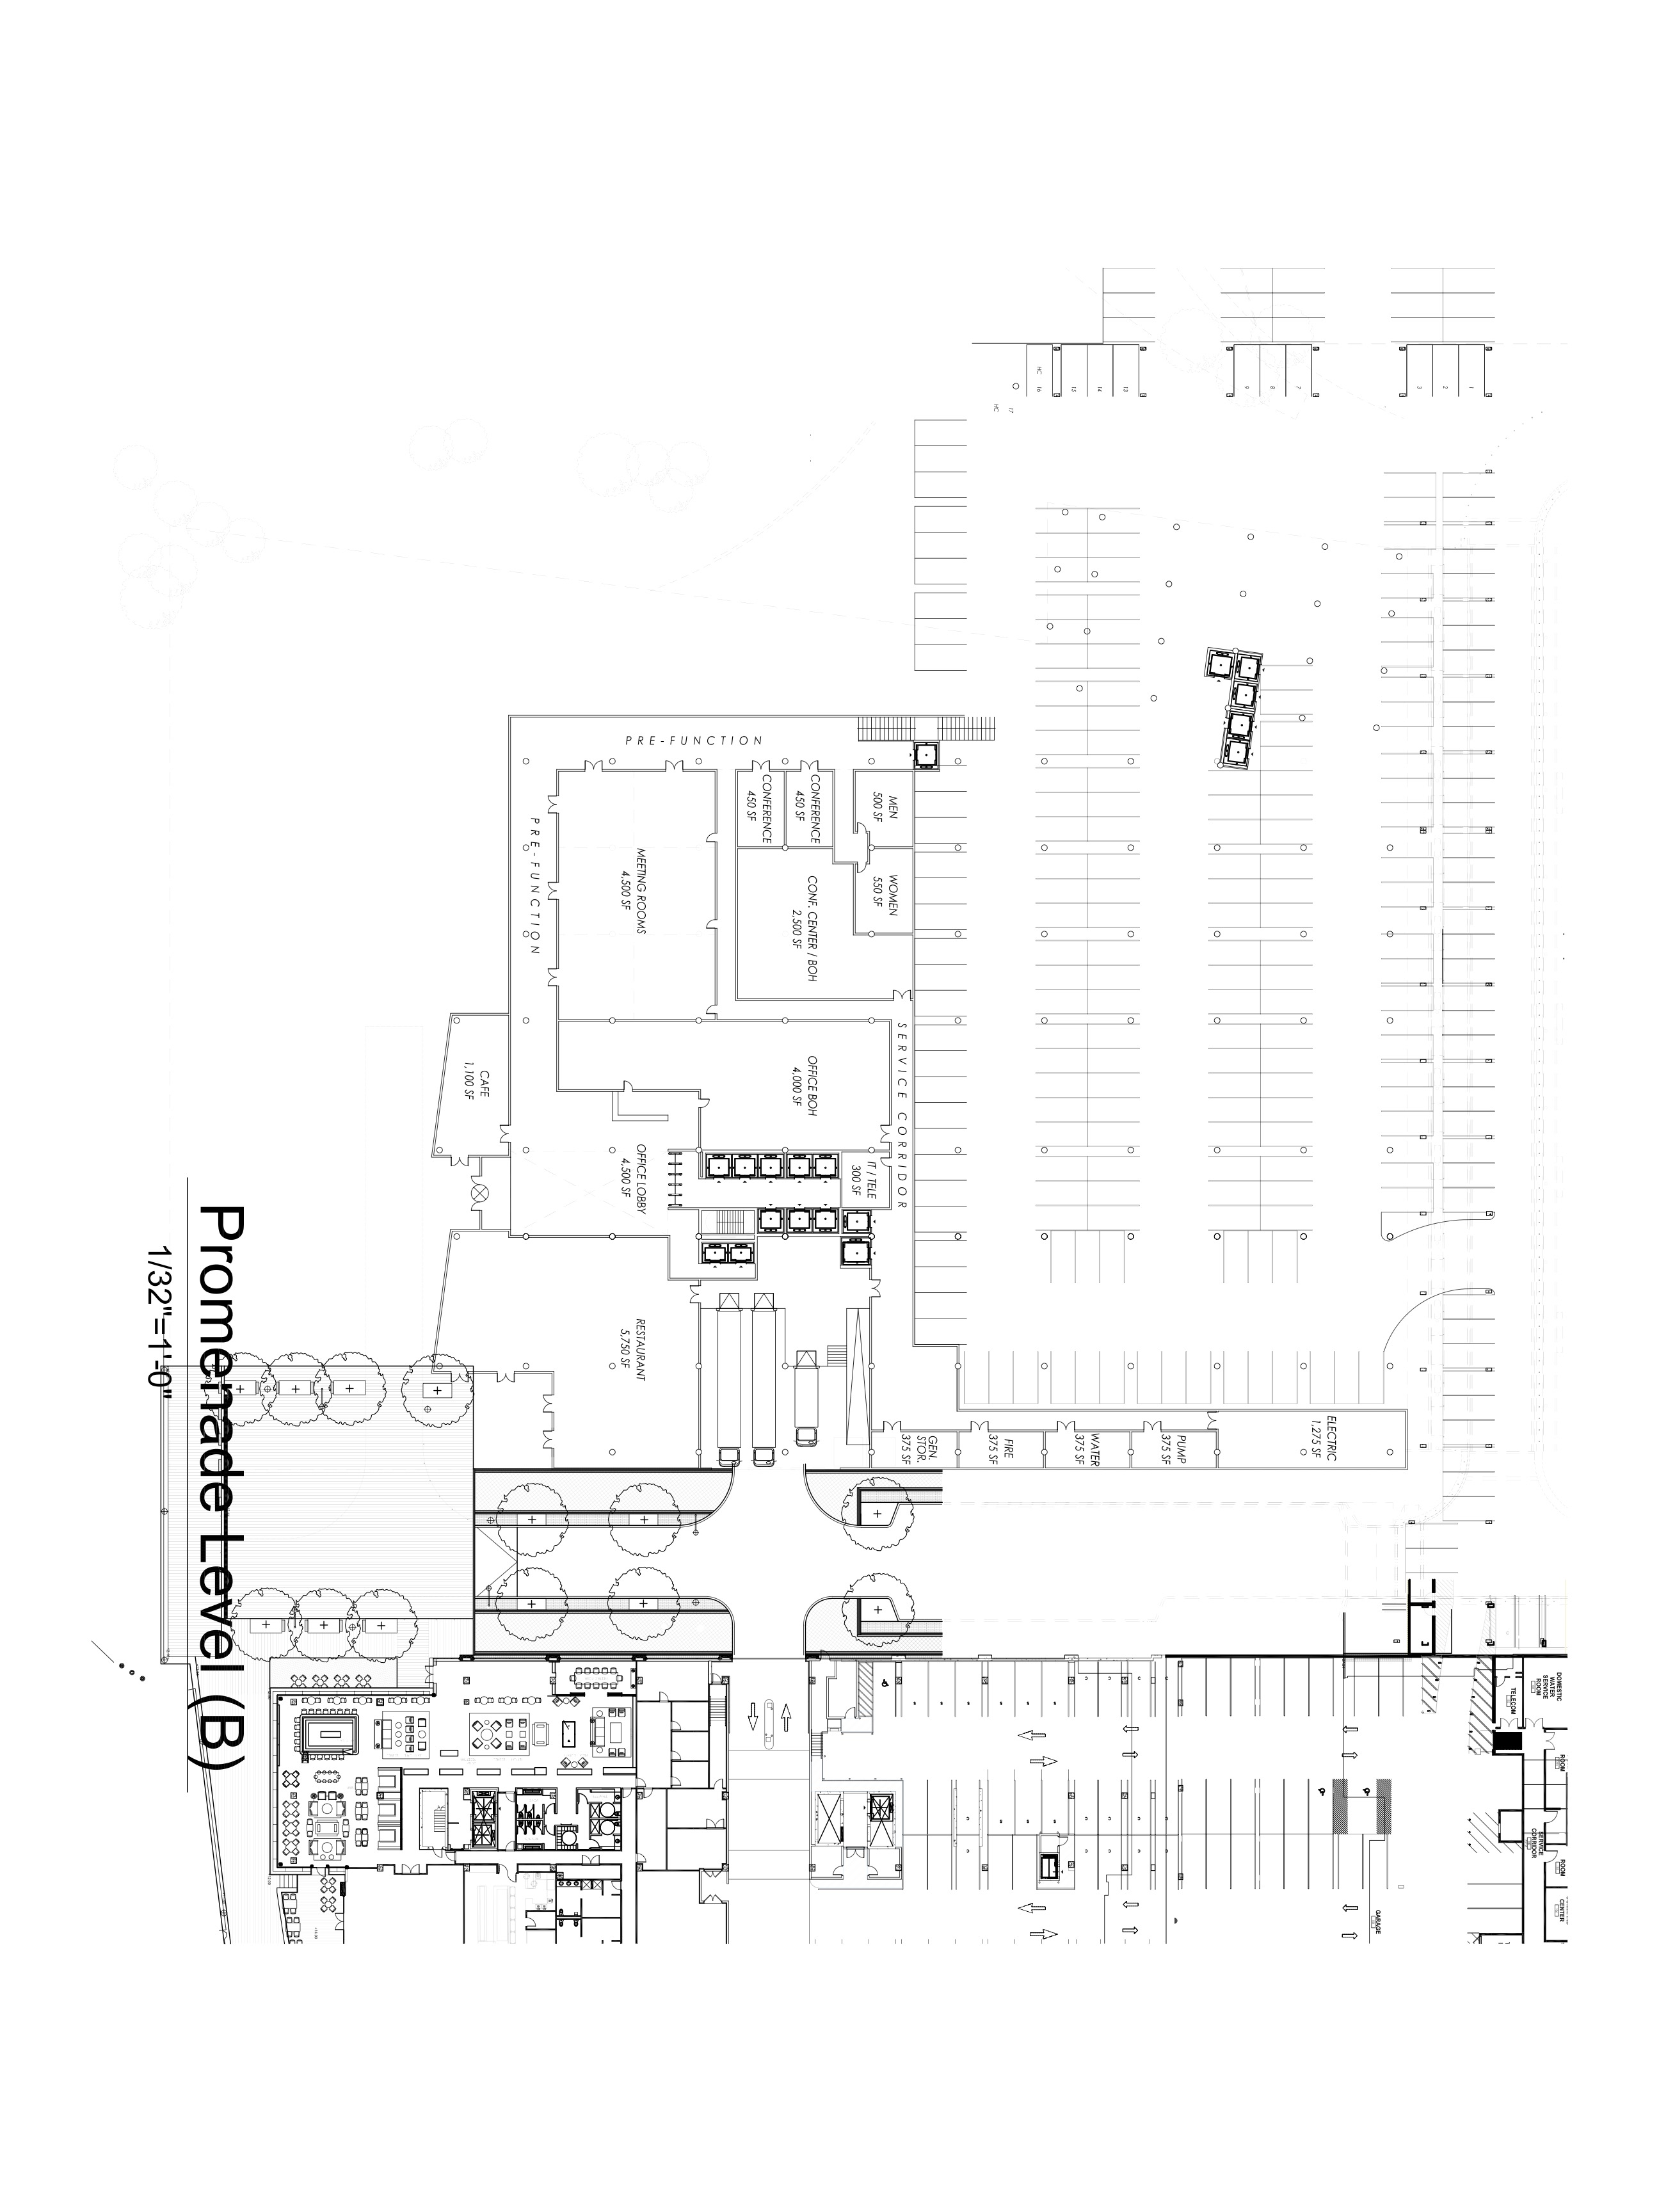 Promenade Level (B)
1/32"=1'-0"
PRE-FUNCTION
PRE-FUNCTION
MEETING ROOMS
4,500 SF
CONFERENCE
450 SF
CONFERENCE
450 SF
MEN
500 SF
WOMEN
550 SF
CONF. CENTER / BOH
2,500 SF
SERVICE CORRIDOR
OFFICE BOH
4,000 SF
CAFE
1,100 SF
OFFICE LOBBY
4,500 SF
IT / TELE
300 SF
RESTAURANT
5,750 SF
GEN.
STOR.
375 SF
FIRE
375 SF
WATER
375 SF
PUMP
375 SF
ELECTRIC
1,275 SF
HC
16
15
14
13
HC
17
9
8
7
3
2
1
DOMESTIC
WATER
SERVICE
ROOM
TELECOM
ROOM
SERVICE
CORRIDOR
ROOM
CENTER
GARAGE